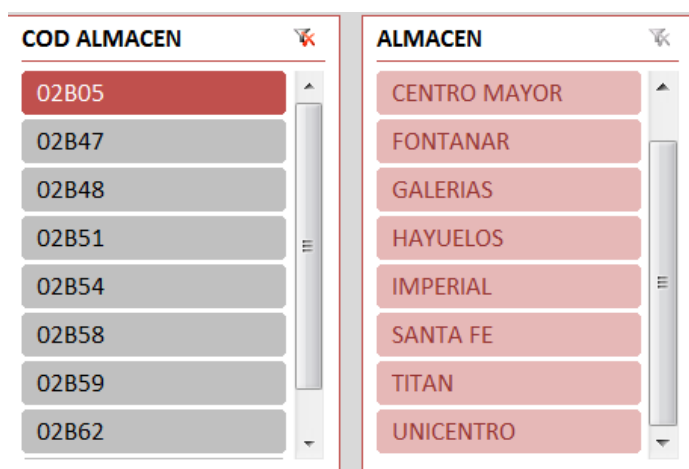 COD ALMACEN
02B05
02B47
02B48
02B51
02B54
02B58
02B59
02B62
ALMACEN
CENTRO MAYOR
FONTANAR
GALERIAS
HAYUELOS
IMPERIAL
SANTA FE
TITAN
UNICENTRO